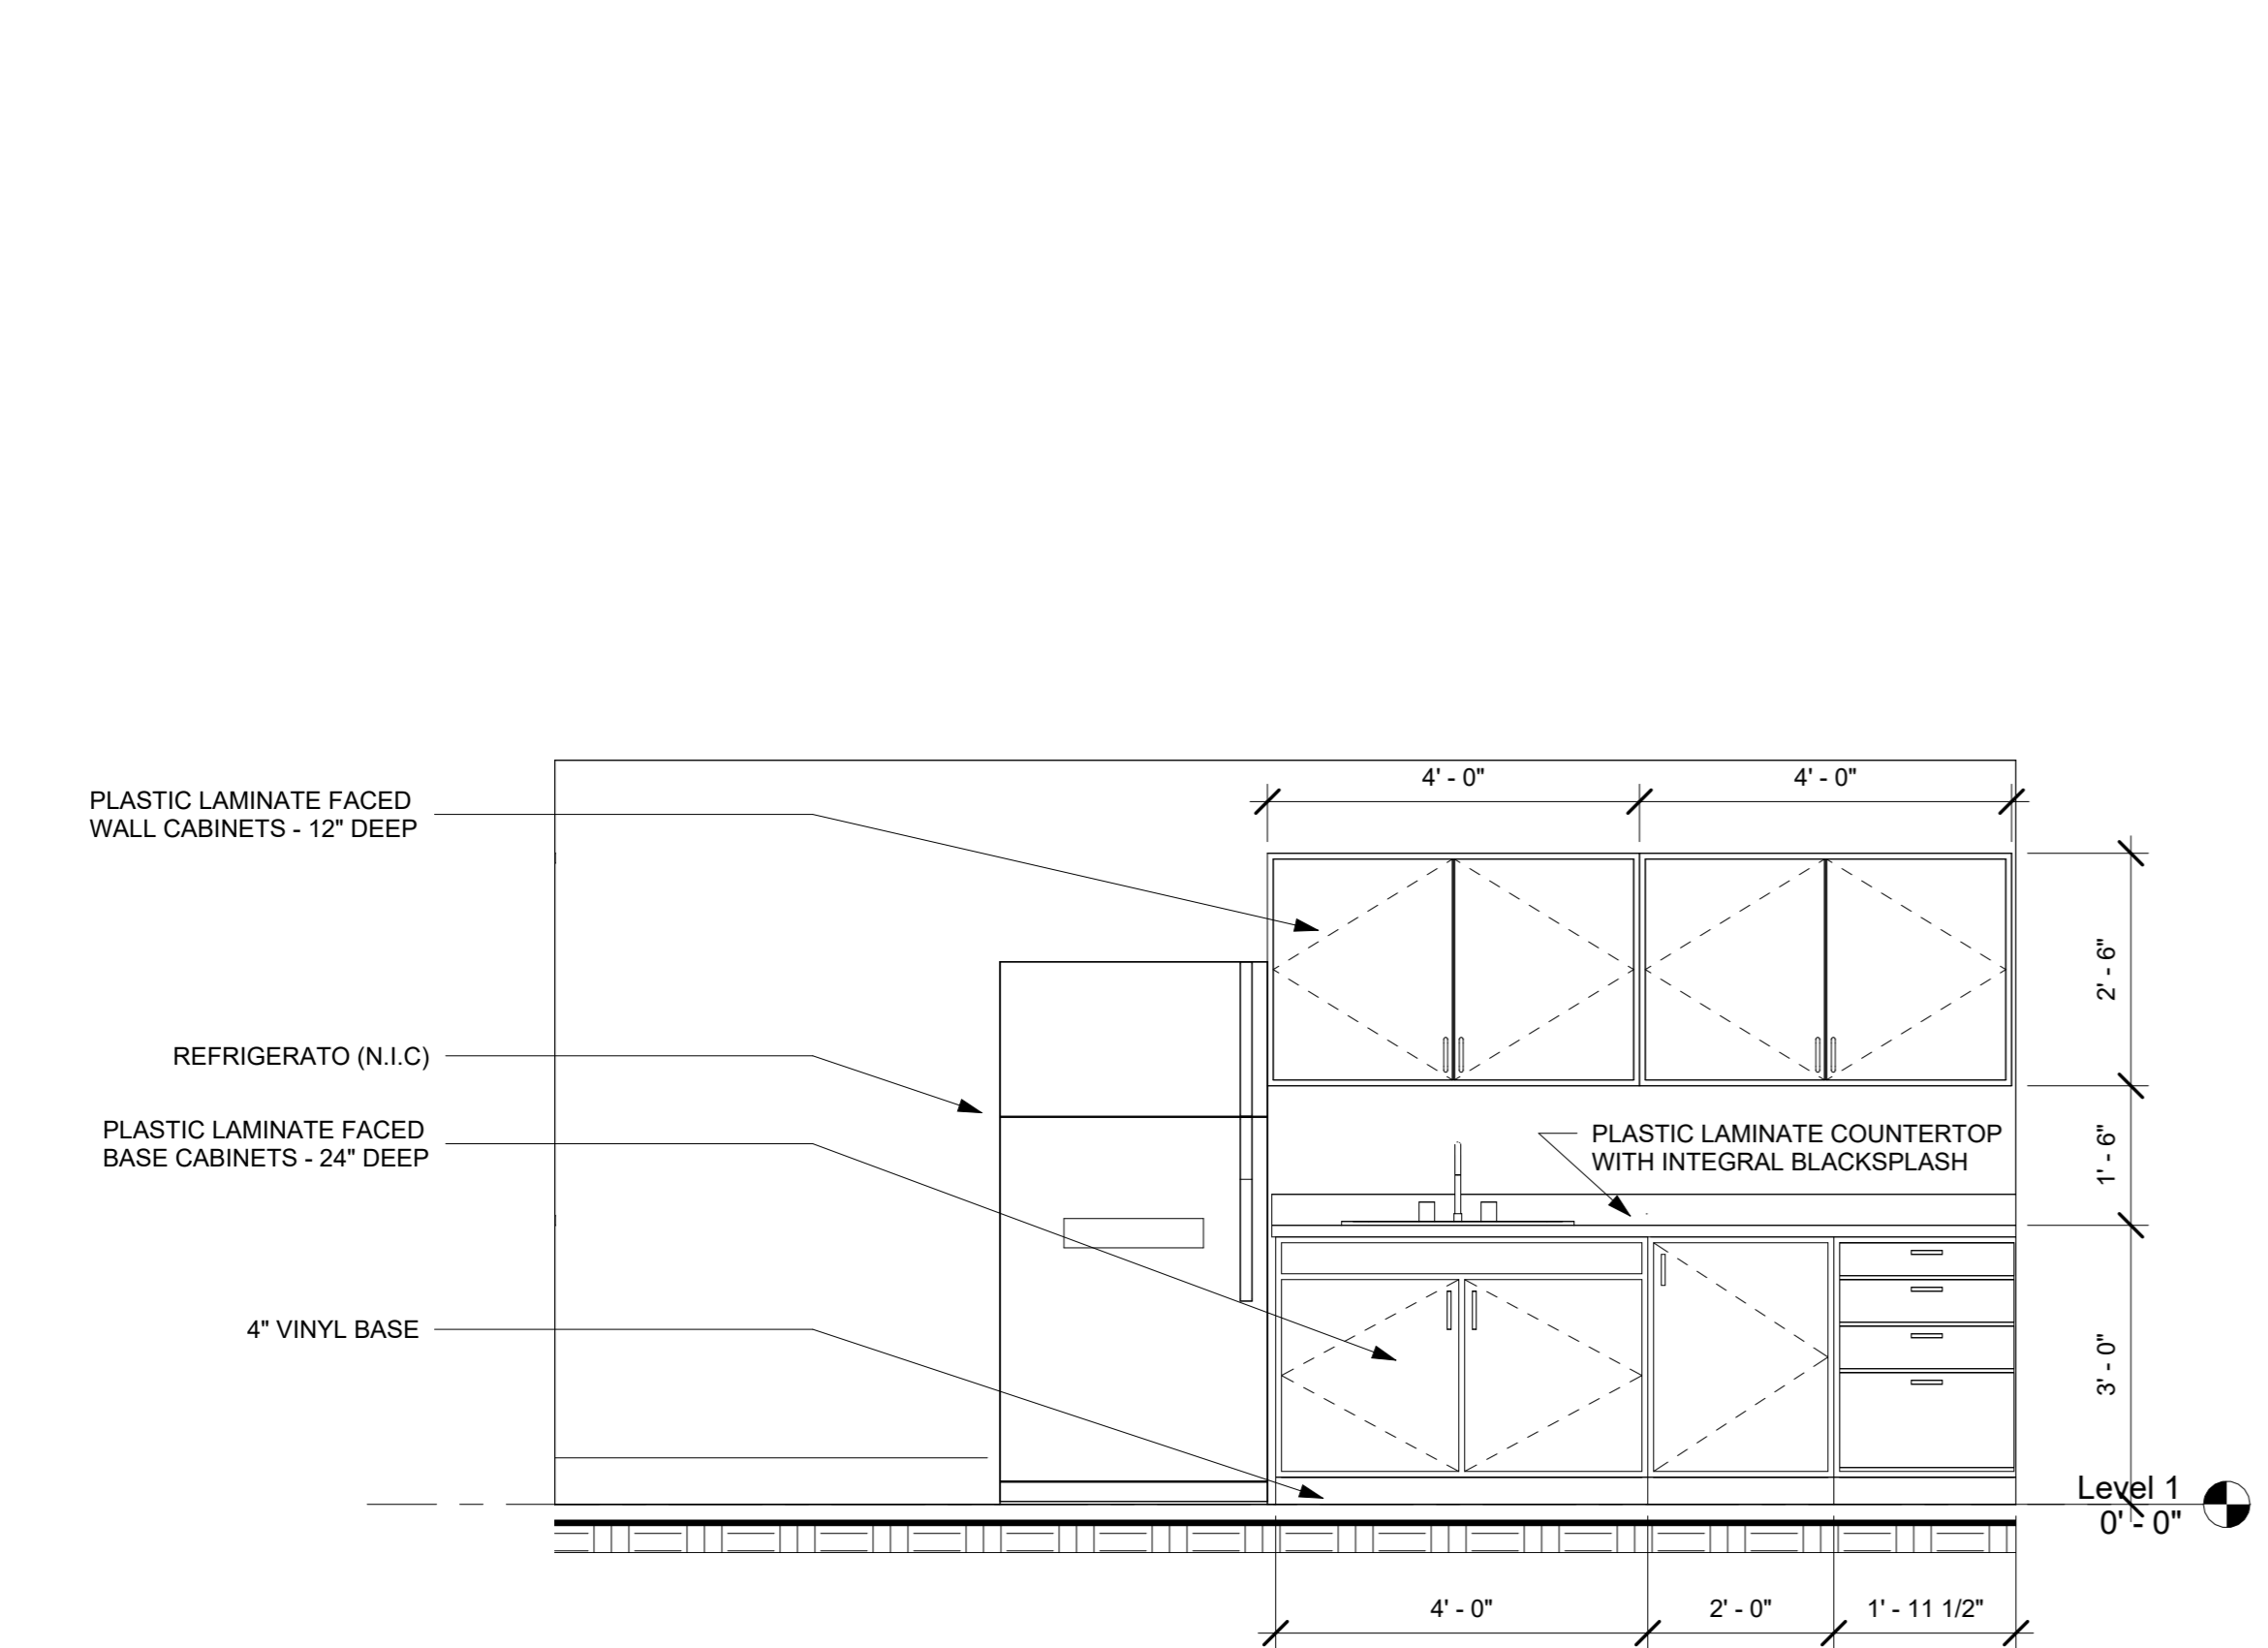 4' - 0"
4' - 0"
PLASTIC LAMINATE FACED
WALL CABINETS - 12" DEEP
2' - 6"
REFRIGERATO (N.I.C)
PLASTIC LAMINATE FACED
BASE CABINETS - 24" DEEP
PLASTIC LAMINATE COUNTERTOP
WITH INTEGRAL BLACKSPLASH
1' - 6"
4" VINYL BASE
3' - 0"
Level 1
0' - 0"
4' - 0"
2' - 0"
1' - 11 1/2"